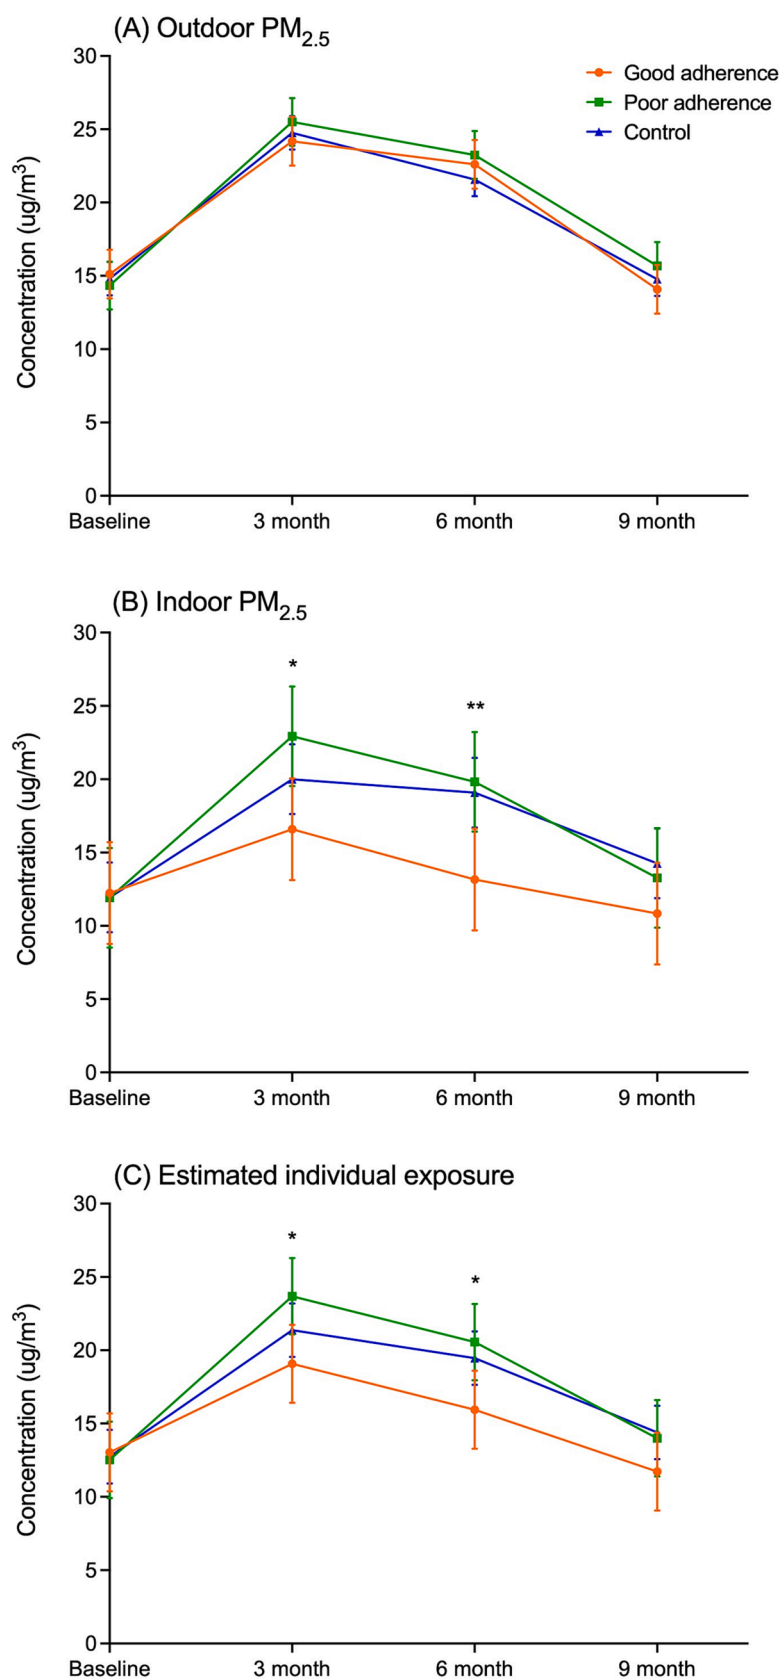 (A) Outdoor PM2.5
Concentration (ug/m3)
30
25
20
15
10
5
0
Baseline 3 month 6 month 9 month
Good adherence
Poor adherence
Control
(B) Indoor PM2.5
Concentration (ug/m3)
30
25
20
15
10
5
0
*
**
Baseline 3 month 6 month 9 month
(C) Estimated individual exposure
Concentration (ug/m3)
30
25
20
15
10
5
0
*
*
Baseline 3 month 6 month 9 month